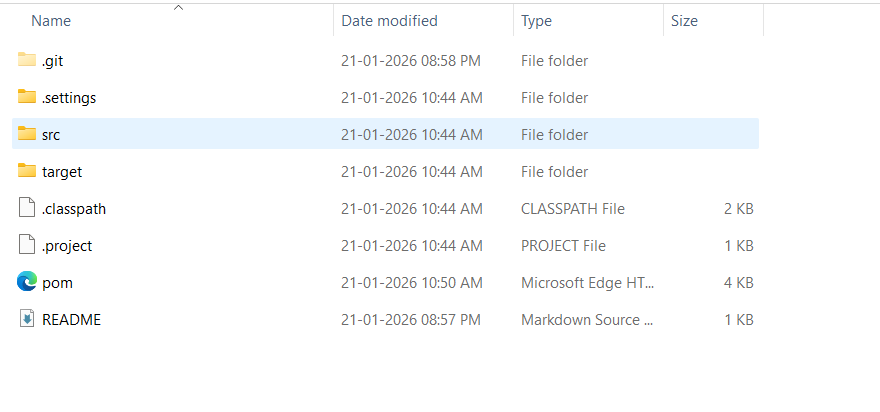 Name Date modified Type Size
.git 21-01-2026 08:58 PM File folder
.settings 21-01-2026 10:44 AM File folder
src 21-01-2026 10:44 AM File folder
target 21-01-2026 10:44 AM File folder
.classpath 21-01-2026 10:44 AM CLASSPATH File 2 KB
.project 21-01-2026 10:44 AM PROJECT File 1 KB
pom 21-01-2026 10:50 AM Microsoft Edge HT... 4 KB
README 21-01-2026 08:57 PM Markdown Source ... 1 KB